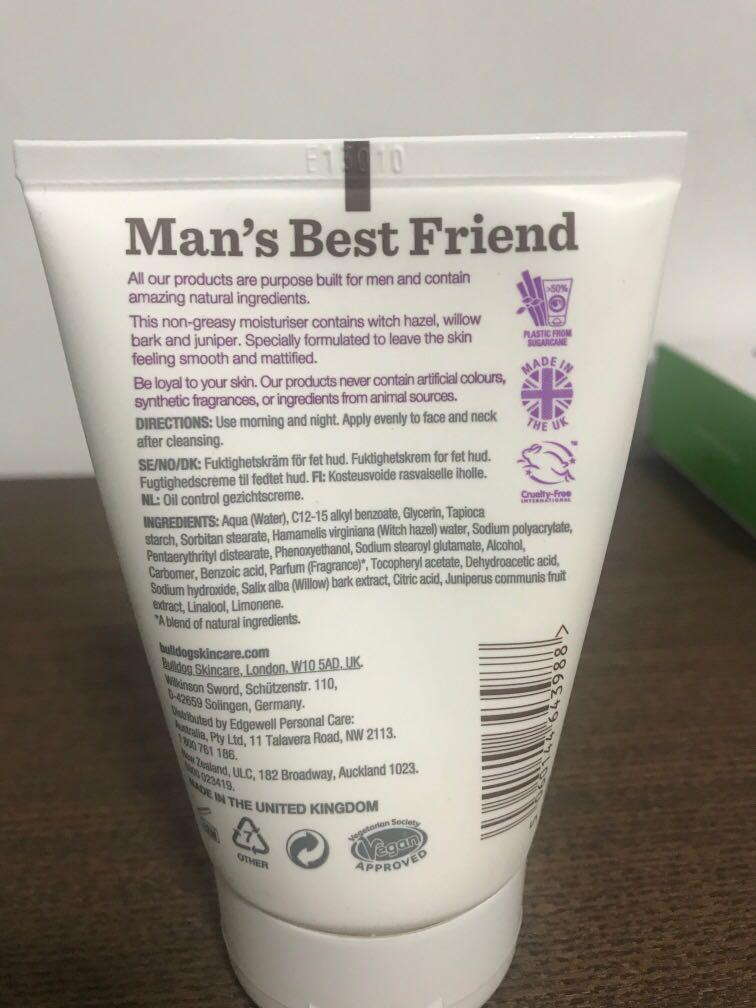 Man's Best Friend
All our products are purpose built for men and contain
amazing natural ingredients.
This non-greasy moisturiser contains witch hazel, willow
bark and juniper. Specially formulated to leave the skin
feeling smooth and mattified.
Be loyal to your skin. Our products never contain artificial colours,
synthetic fragrances, or ingredients from animal sources.
DIRECTIONS: Use morning and night. Apply evenly to face and neck
after cleansing.
SE/NO/DK: Fuktighetskräm för fet hud. Fuktighetskrem for fet hud.
Fugtighedscreme til fedtet hud. FI: Kosteusvoide rasvaiselle iholle.
NL: Oil control gezichtscreme.
INGREDIENTS: Aqua (Water), C12-15 alkyl benzoate, Glycerin, Tapioca
starch, Sorbitan stearate, Hamamelis virginiana (Witch hazel) water, Sodium polyacrylate,
Pentaerythrityl distearate, Phenoxyethanol, Sodium stearoyl glutamate, Alcohol,
Carbomer, Benzoic acid, Parfum (Fragrance)*, Tocopheryl acetate, Dehydroacetic acid,
Sodium hydroxide, Salix alba (Willow) bark extract, Citric acid, Juniperus communis fruit
extract, Linalool, Limonene.
*A blend of natural ingredients.
bulldogskincare.com
Bulldog Skincare, London, W10 5AD, UK.
Wilkinson Sword, Schützenstr. 110,
D-42659 Solingen, Germany.
Distributed by Edgewell Personal Care:
Australia, Pty Ltd, 11 Talavera Road, NW 2113.
1 800 761 186.
New Zealand, ULC, 182 Broadway, Auckland 1023.
0800 023419.
MADE IN THE UNITED KINGDOM
7
OTHER
Vegetarian Society
Vegan
APPROVED
>50%
PLASTIC FROM
SUGARCANE
MADE IN
THE UK
Cruelty-Free
INTERNATIONAL